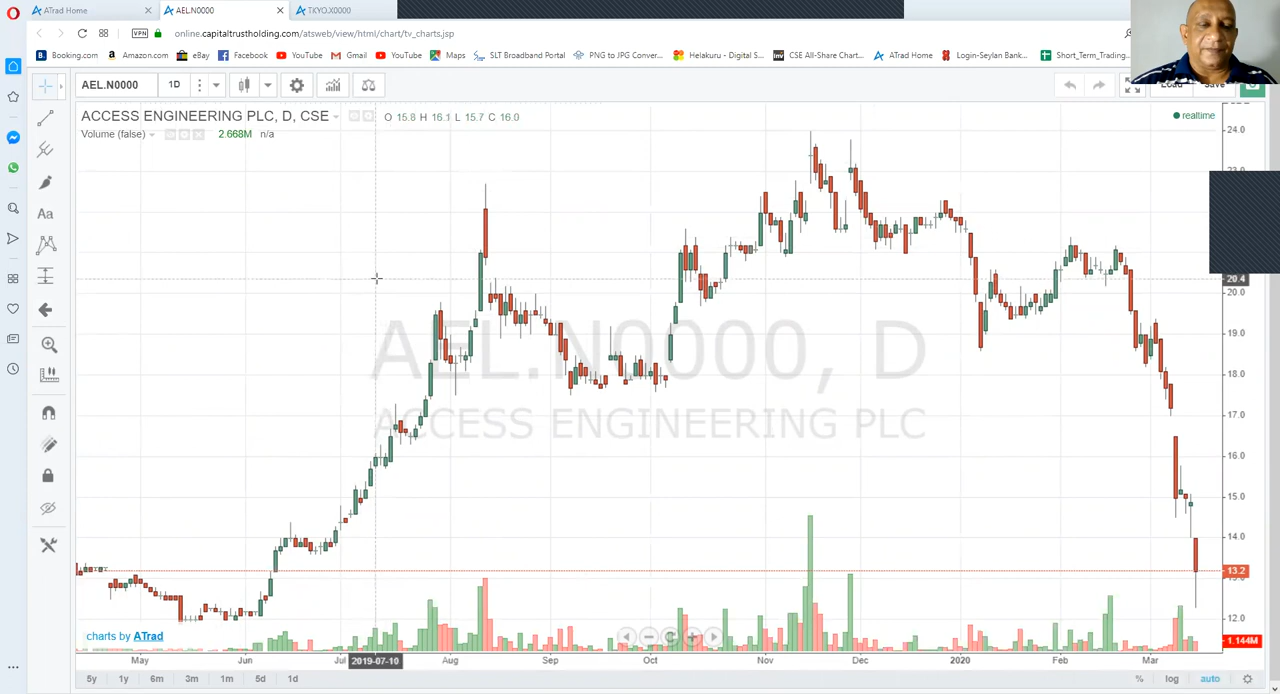 ATrad Home
AEL.N0000
TKYO.X0000
VPN
online.capitaltrustholding.com/atsweb/view/html/chart/tv_charts.jsp
Booking.com
Amazon.com
eBay
Facebook
YouTube
Gmail
YouTube
Maps
SLT Broadband Portal
PNG to JPG Conver...
Helakuru - Digital S...
CSE All-Share Chart...
ATrad Home
Login-Seylan Bank...
Short_Term_Trading...
AEL.N0000
1D
ACCESS ENGINEERING PLC, D, CSE
O 15.8 H 16.1 L 15.7 C 16.0
realtime
Volume (false)
2.668M n/a
Aa
AEL.N0000, D
ACCESS ENGINEERING PLC
24.0
20.4
20.0
19.0
18.0
17.0
16.0
15.0
14.0
13.2
12.0
1.144M
charts by ATrad
May
Jun
Jul
2019-07-10
Aug
Sep
Oct
Nov
Dec
2020
Feb
Mar
5y
1y
6m
3m
1m
5d
1d
%
log
auto